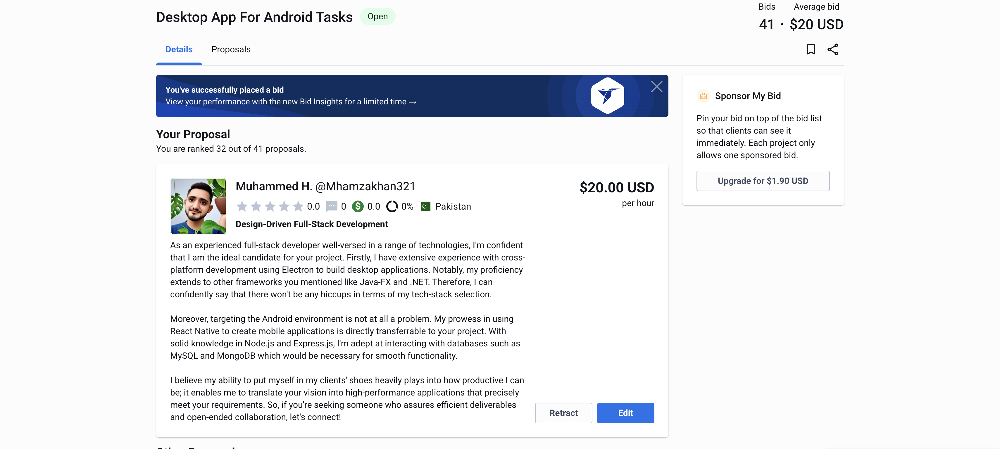 Desktop App For Android Tasks
Open
Bids
Average bid
41 · $20 USD
Details
Proposals
You've successfully placed a bid
View your performance with the new Bid Insights for a limited time →
Sponsor My Bid
Pin your bid on top of the bid list
so that clients can see it
immediately. Each project only
allows one sponsored bid.
Upgrade for $1.90 USD
Your Proposal
You are ranked 32 out of 41 proposals.
Muhammed H. @Mhamzakhan321
$20.00 USD
per hour
0.0 0 0.0 0% Pakistan
Design-Driven Full-Stack Development
As an experienced full-stack developer well-versed in a range of technologies, I'm confident
that I am the ideal candidate for your project. Firstly, I have extensive experience with cross-
platform development using Electron to build desktop applications. Notably, my proficiency
extends to other frameworks you mentioned like Java-FX and .NET. Therefore, I can
confidently say that there won't be any hiccups in terms of my tech-stack selection.
Moreover, targeting the Android environment is not at all a problem. My prowess in using
React Native to create mobile applications is directly transferrable to your project. With
solid knowledge in Node.js and Express.js, I'm adept at interacting with databases such as
MySQL and MongoDB which would be necessary for smooth functionality.
I believe my ability to put myself in my clients' shoes heavily plays into how productive I can
be; it enables me to translate your vision into high-performance applications that precisely
meet your requirements. So, if you're seeking someone who assures efficient deliverables
and open-ended collaboration, let's connect!
Retract
Edit